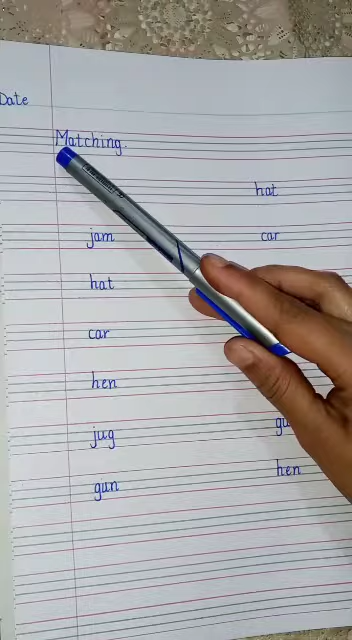 Date
Matching.
hat
jam car
hat
car
hen
jug
gun hen